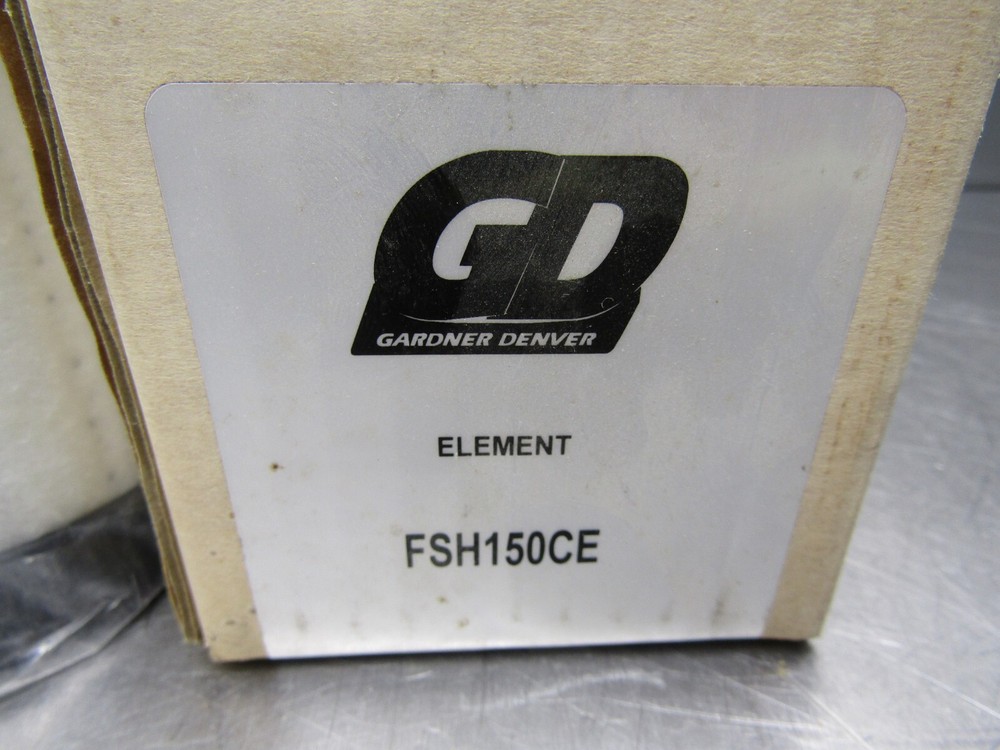 GD
GARDNER DENVER
ELEMENT
FSH150CE